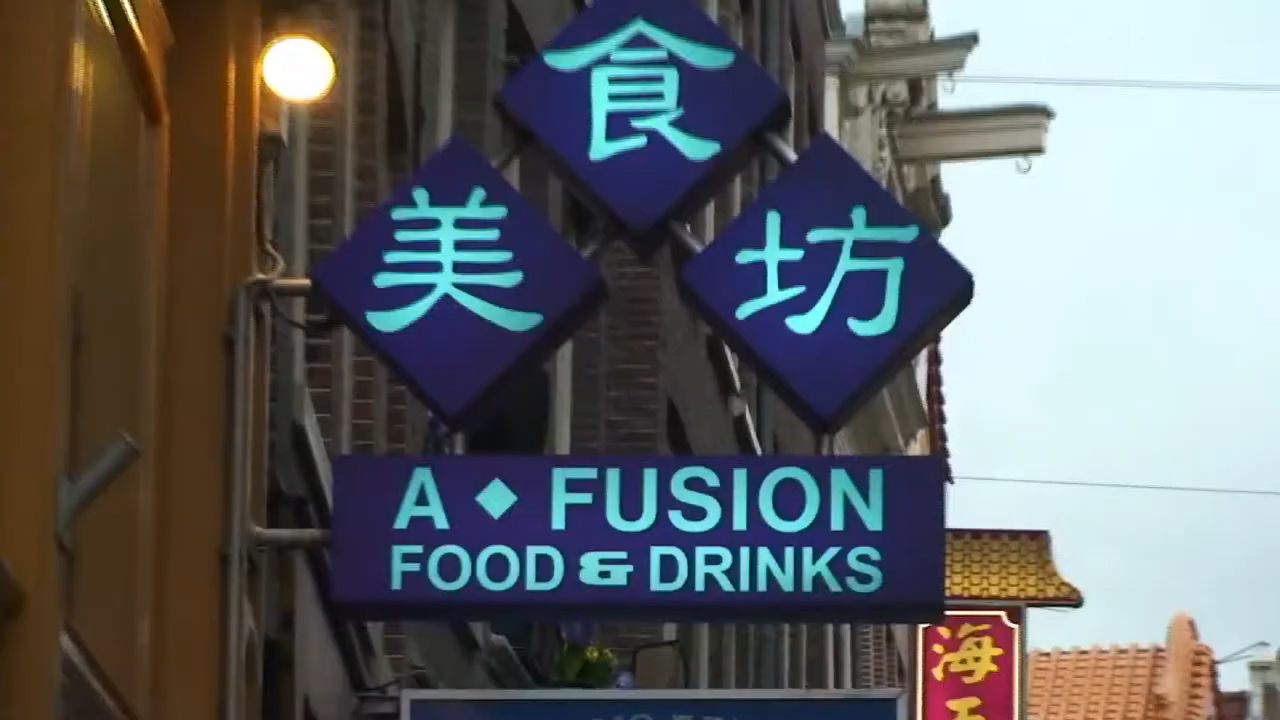 食
美 坊
A ◆ FUSION
FOOD & DRINKS
海